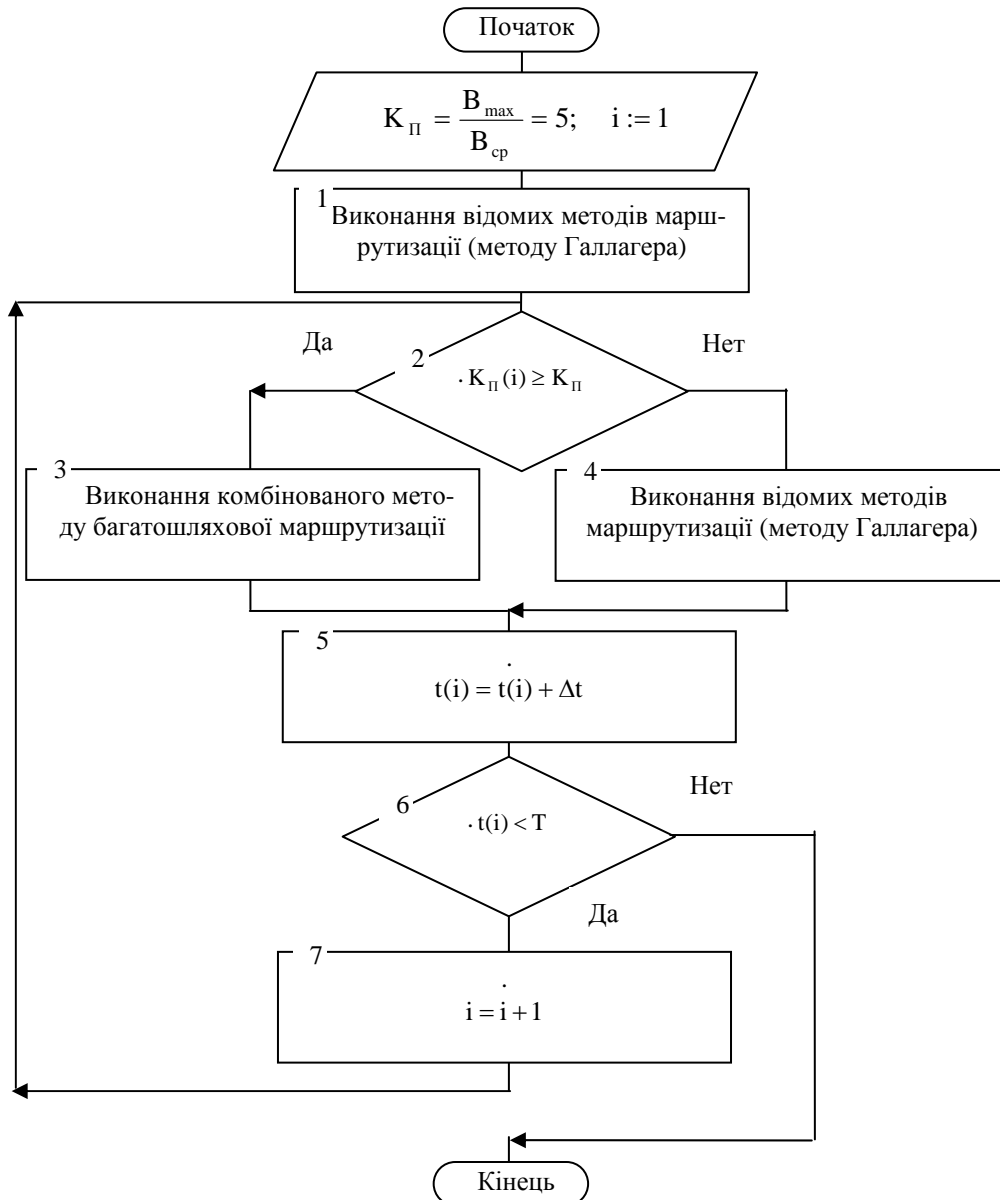 Початок
K_П = B_max / B_cp = 5; i := 1
1
Виконання відомих методів марш-
рутизації (методу Галлагера)
Да
2
Нет
· K_П(i) ≥ K_П
3
Виконання комбінованого мето-
ду багатошляхової маршрутизації
4
Виконання відомих методів
маршрутизації (методу Галлагера)
5
t(i) = t(i) + Δt
Нет
6
· t(i) < T
Да
7
i = i + 1
Кінець